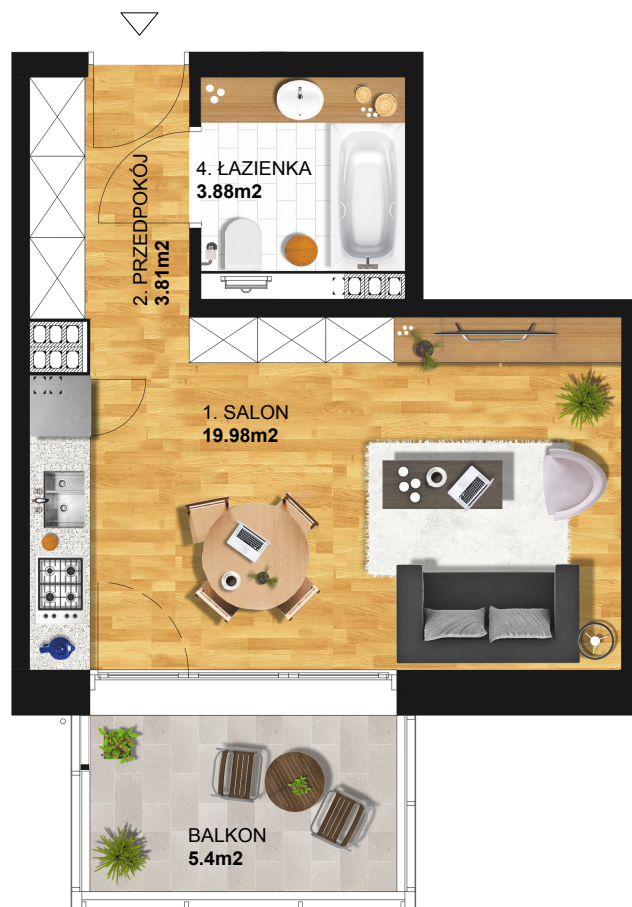 4. ŁAZIENKA
3.88m2
2. PRZEDPOKÓJ
3.81m2
1. SALON
19.98m2
BALKON
5.4m2